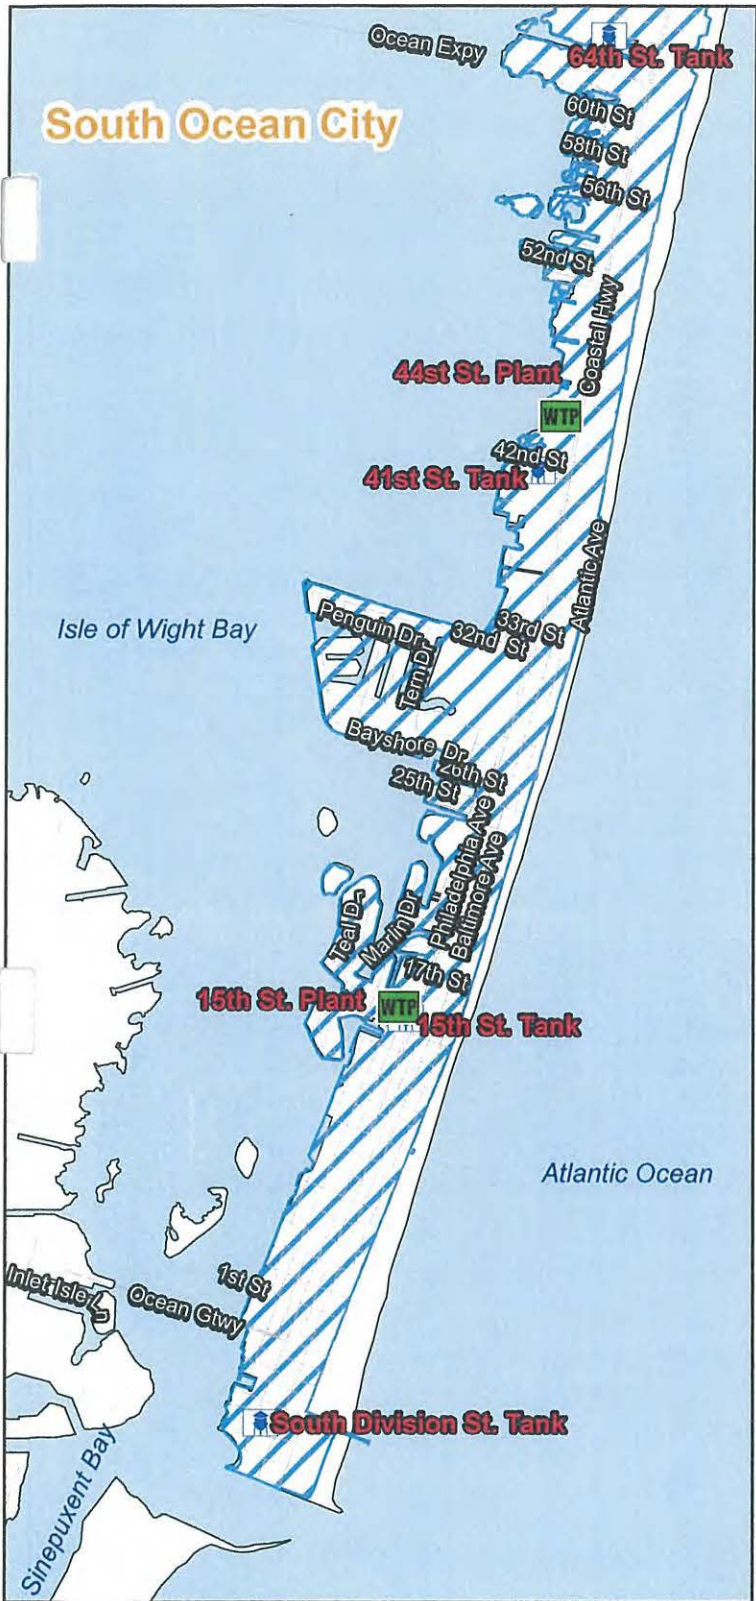 Ocean Expy
64th St. Tank
South Ocean City
60th St
58th St
56th St
52nd St
Coastal Hwy
44st St. Plant
WTP
42nd St
41st St. Tank
Atlantic Ave
Isle of Wight Bay
Penguin Dr
33rd St
32nd St
Tern Dr
Bayshore Dr
26th St
25th St
Philadelphia Ave
Baltimore Ave
Teal D
Marlin Dr
17th St
15th St. Plant
WTP
15th St. Tank
Atlantic Ocean
1st St
Inlet Isle L
Ocean Gtwy
South Division St. Tank
Sinepuxent Bay